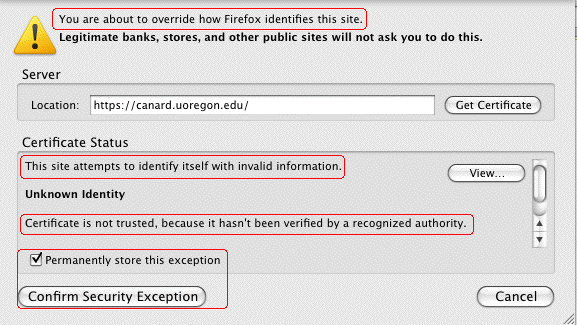 You are about to override how Firefox identifies this site.
Legitimate banks, stores, and other public sites will not ask you to do this.
Server
Location: https://canard.uoregon.edu/ Get Certificate
Certificate Status
This site attempts to identify itself with invalid information.
View...
Unknown Identity
Certificate is not trusted, because it hasn't been verified by a recognized authority.
Permanently store this exception
Confirm Security Exception Cancel